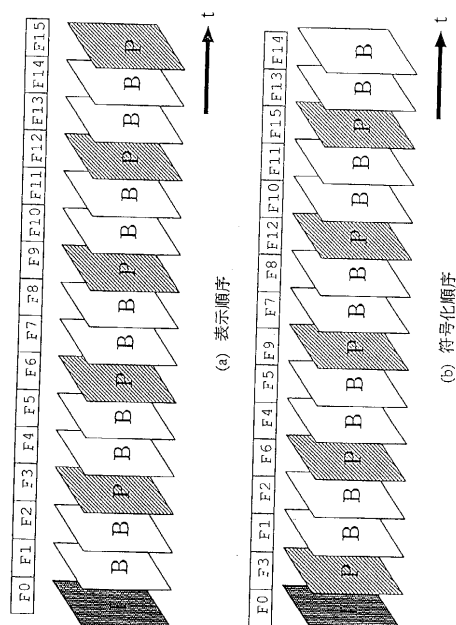 F0 F1 F2 F3 F4 F5 F6 F7 F8 F9 F10 F11 F12 F13 F14 F15
B B P B B P B B P B B P B B P
t
(a) 表示順序
F0 F3 F1 F2 F6 F4 F5 F9 F7 F8 F12 F10 F11 F15 F13 F14
P B B P B B P B B P B B P B B
t
(b) 符号化順序